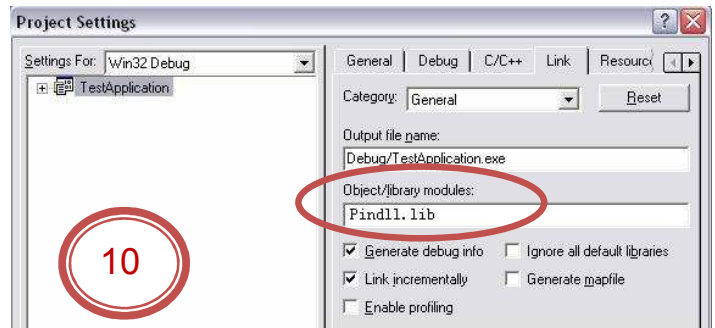 Project Settings
Settings For: Win32 Debug
TestApplication
General Debug C/C++ Link
Category: General Reset
Output file name:
Debug/TestApplication.exe
Object/library modules:
Pindll.lib
Generate debug info Ignore all default libraries
Link incrementally Generate mapfile
Enable profiling
10